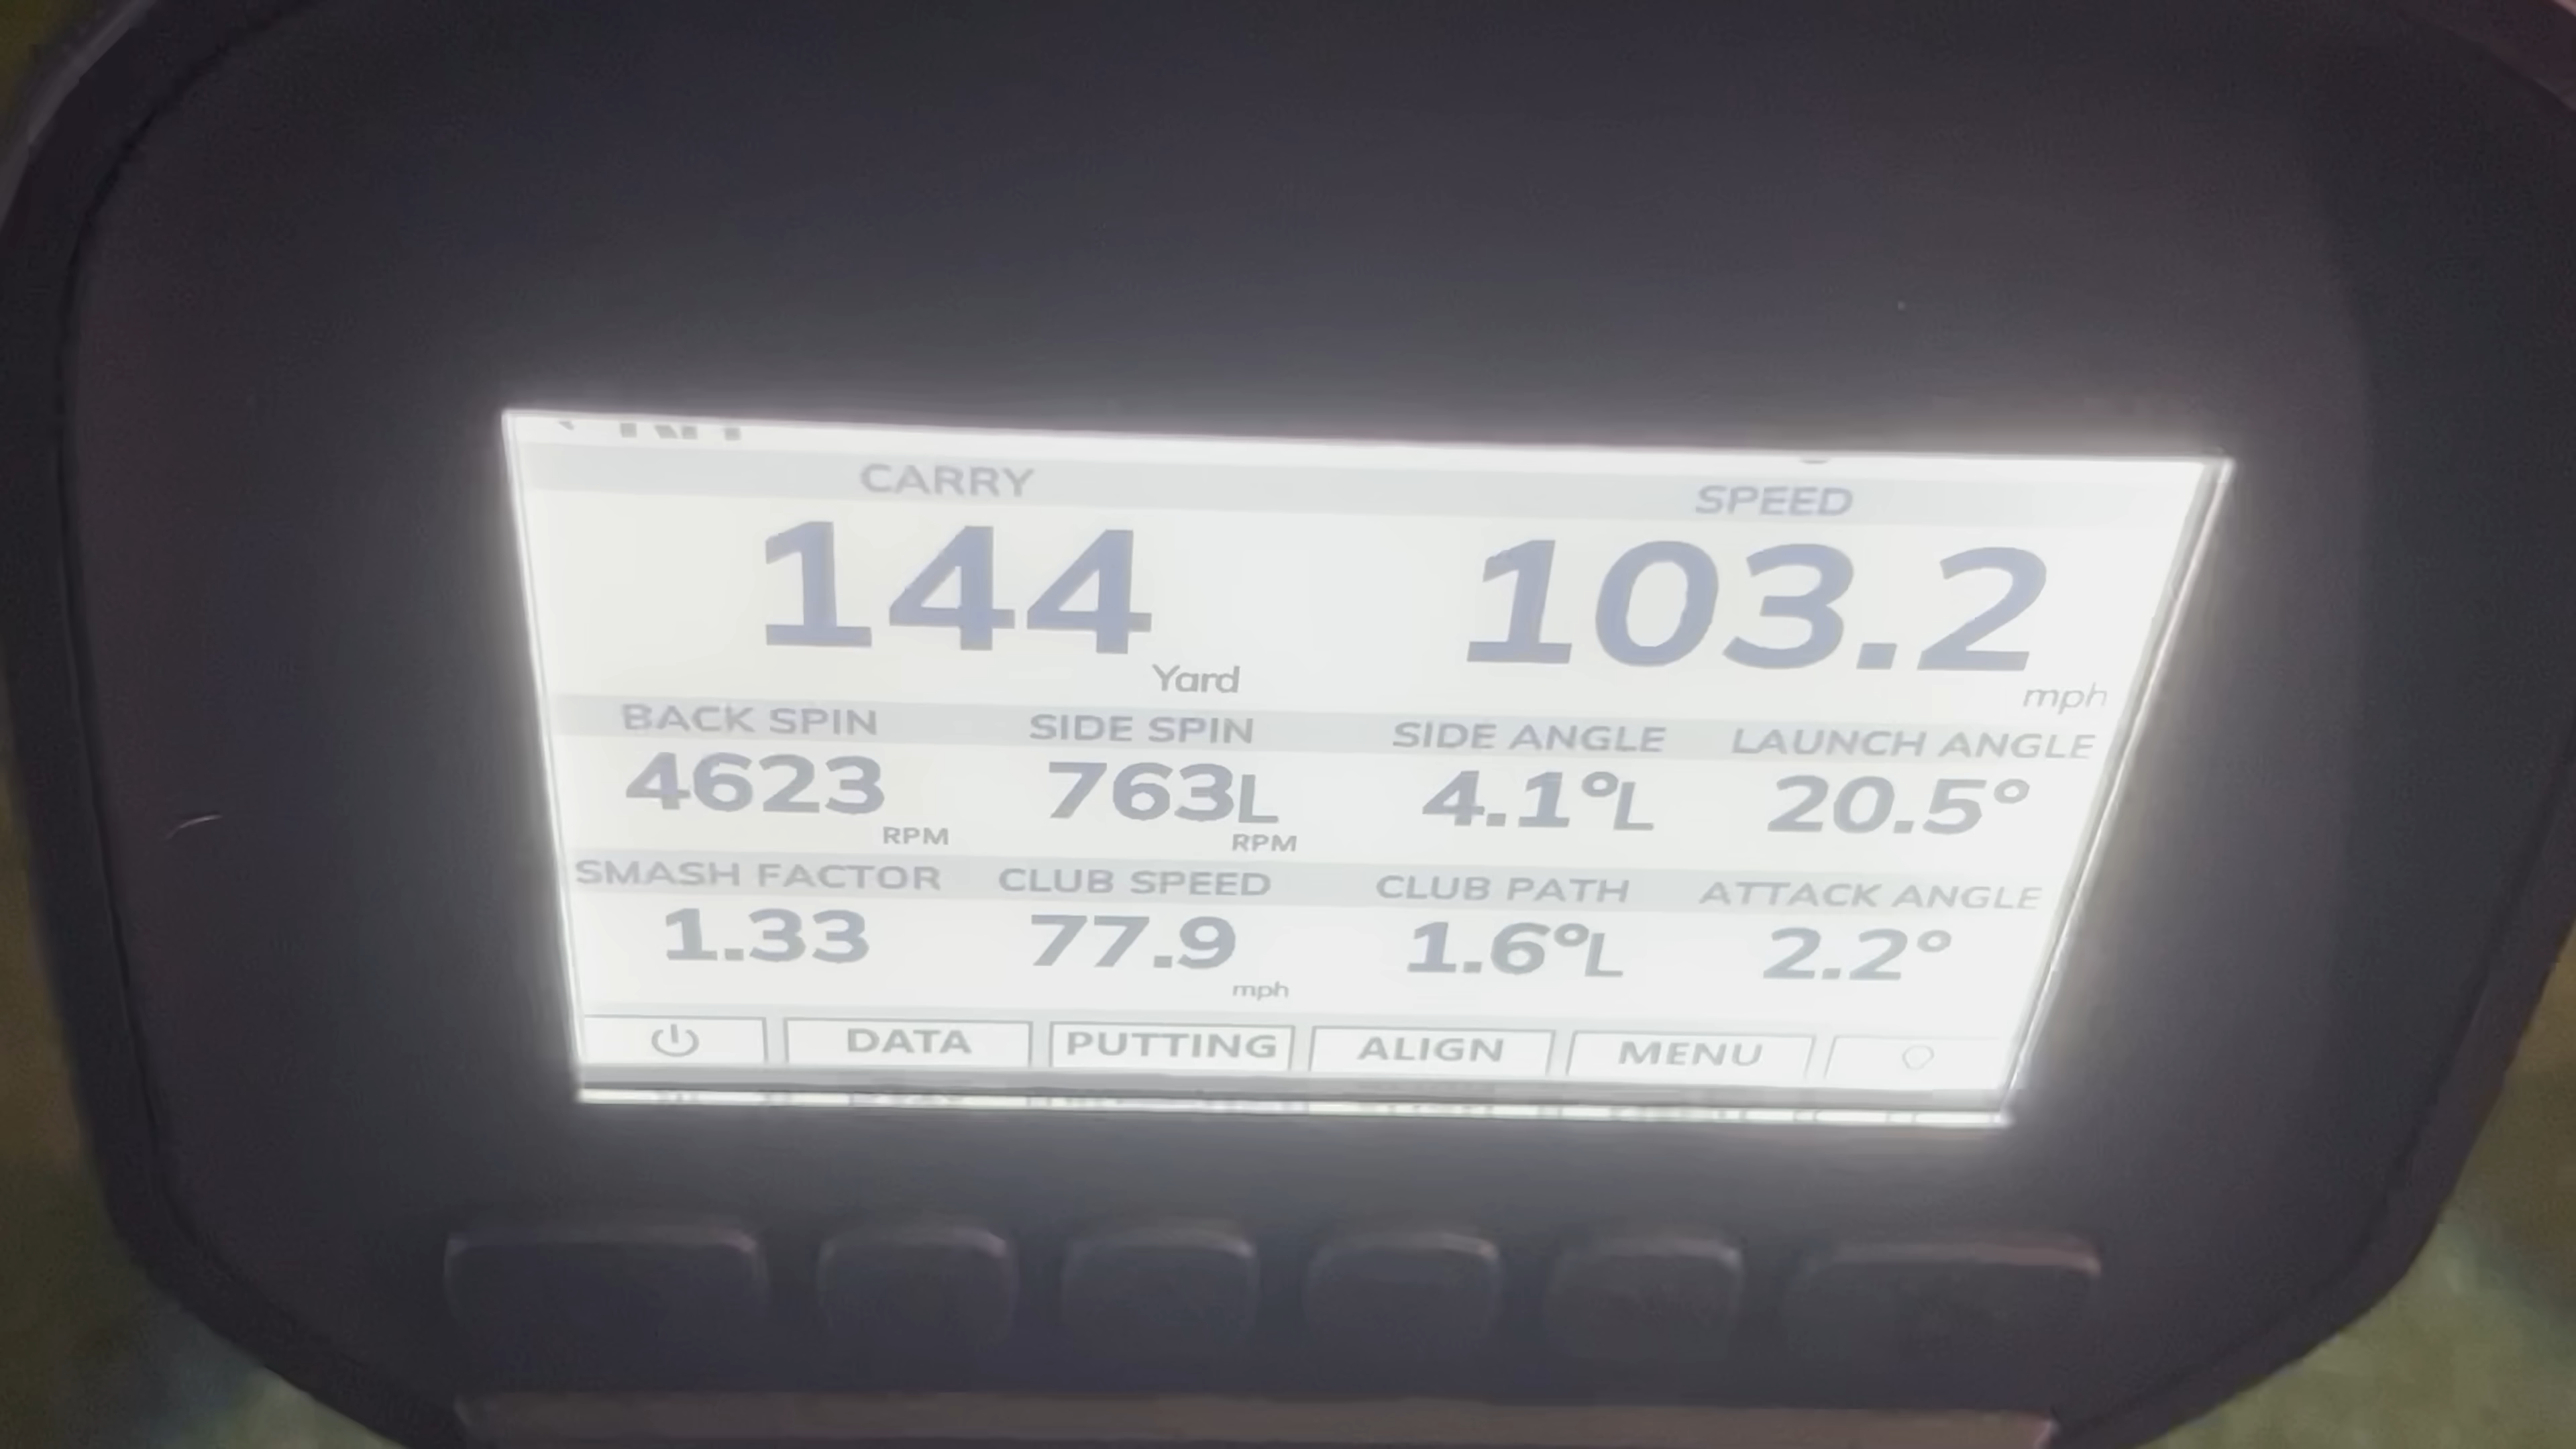 CARRY SPEED
144 Yard 103.2 mph
BACK SPIN SIDE SPIN SIDE ANGLE LAUNCH ANGLE
4623 RPM 763L RPM 4.1°L 20.5°
SMASH FACTOR CLUB SPEED CLUB PATH ATTACK ANGLE
1.33 77.9 mph 1.6°L 2.2°
DATA PUTTING ALIGN MENU